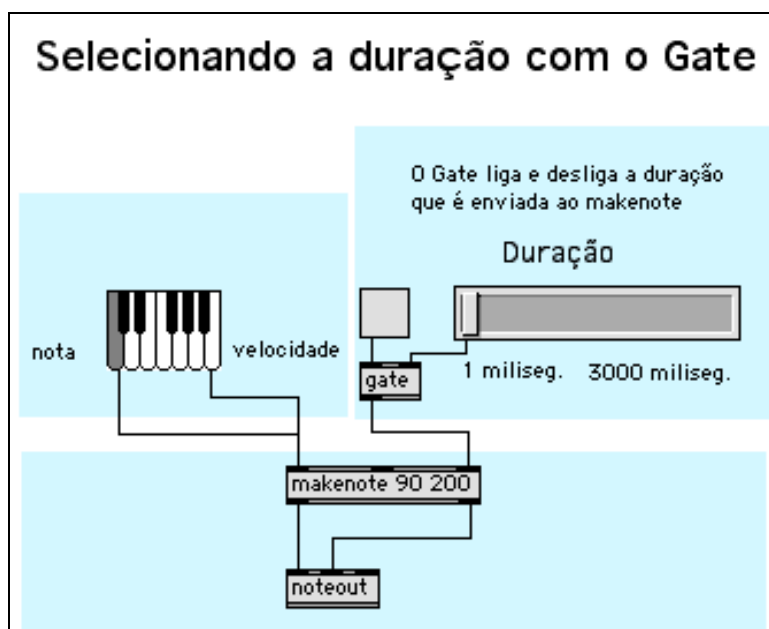 Selecionando a duração com o Gate
O Gate liga e desliga a duração
que é enviada ao makenote
Duração
nota
velocidade
gate
1 miliseg.
3000 miliseg.
makenote 90 200
noteout